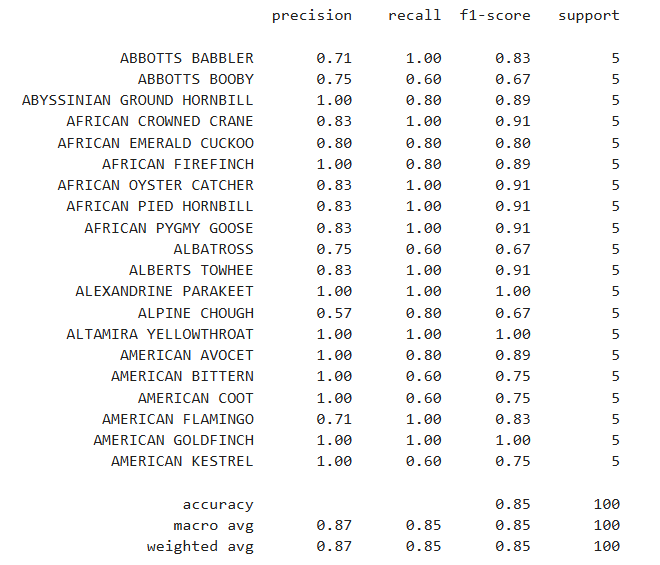 precision recall f1-score support
ABBOTTS BABBLER 0.71 1.00 0.83 5
ABBOTTS BOOBY 0.75 0.60 0.67 5
ABYSSINIAN GROUND HORNBILL 1.00 0.80 0.89 5
AFRICAN CROWNED CRANE 0.83 1.00 0.91 5
AFRICAN EMERALD CUCKOO 0.80 0.80 0.80 5
AFRICAN FIREFINCH 1.00 0.80 0.89 5
AFRICAN OYSTER CATCHER 0.83 1.00 0.91 5
AFRICAN PIED HORNBILL 0.83 1.00 0.91 5
AFRICAN PYGMY GOOSE 0.83 1.00 0.91 5
ALBATROSS 0.75 0.60 0.67 5
ALBERTS TOWHEE 0.83 1.00 0.91 5
ALEXANDRINE PARAKEET 1.00 1.00 1.00 5
ALPINE CHOUGH 0.57 0.80 0.67 5
ALTAMIRA YELLOWTHROAT 1.00 1.00 1.00 5
AMERICAN AVOCET 1.00 0.80 0.89 5
AMERICAN BITTERN 1.00 0.60 0.75 5
AMERICAN COOT 1.00 0.60 0.75 5
AMERICAN FLAMINGO 0.71 1.00 0.83 5
AMERICAN GOLDFINCH 1.00 1.00 1.00 5
AMERICAN KESTREL 1.00 0.60 0.75 5
accuracy 0.85 100
macro avg 0.87 0.85 0.85 100
weighted avg 0.87 0.85 0.85 100